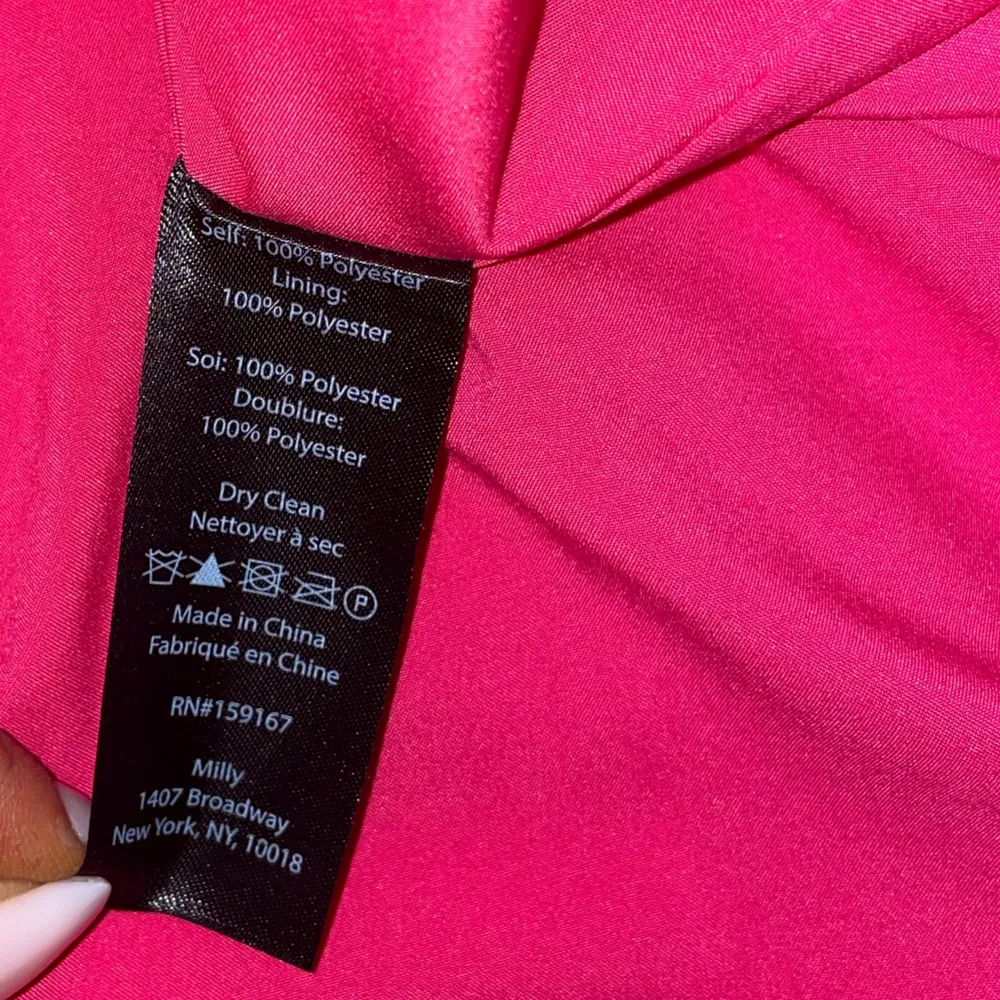 Self: 100% Polyester
Lining:
100% Polyester
Soi: 100% Polyester
Doublure:
100% Polyester
Dry Clean
Nettoyer à sec
P
Made in China
Fabriqué en Chine
RN#159167
Milly
1407 Broadway
New York, NY, 10018